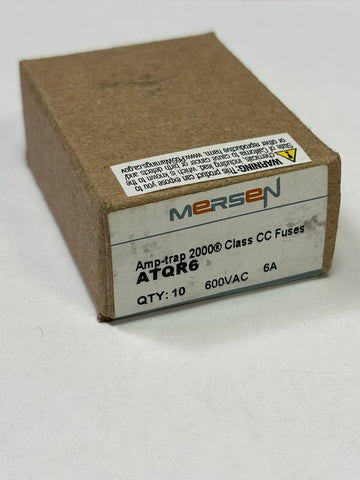 WARNING: This product can expose you to
chemicals, including lead, which is known to the
State of California to cause cancer or birth defects and/
or other reproductive harm. www.P65Warnings.ca.gov
MERSEN
Amp-trap 2000® Class CC Fuses
ATQR6
QTY: 10 600VAC 6A